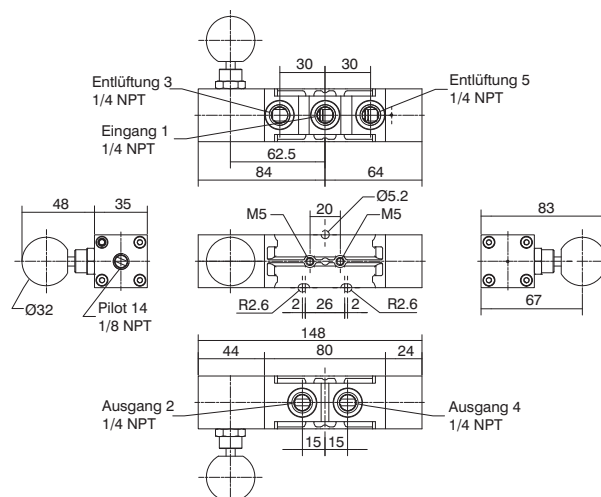 30
30
Entlüftung 3
1/4 NPT
Entlüftung 5
1/4 NPT
Eingang 1
1/4 NPT
62.5
84
64
48
35
Ø5.2
20
M5
M5
83
Ø32
Pilot 14
1/8 NPT
R2.6
2
26
2
R2.6
67
148
44
80
24
Ausgang 2
1/4 NPT
Ausgang 4
1/4 NPT
15
15